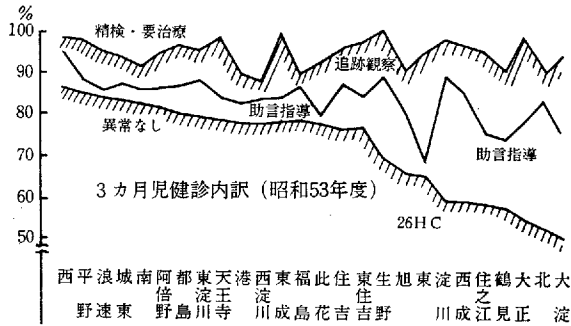 %
100
90
80
70
60
50
精検・要治療
追跡観察
助言指導
異常なし
助言指導
3カ月児健診内訳（昭和53年度）
26HC
西
平野
浪速
城東
南
阿倍野
都島
東淀川
天王寺
港
西淀川
東成
福島
此花
住吉
東住吉
生野
旭
東
淀川
西成
住之江
鶴見
大正
北
大淀